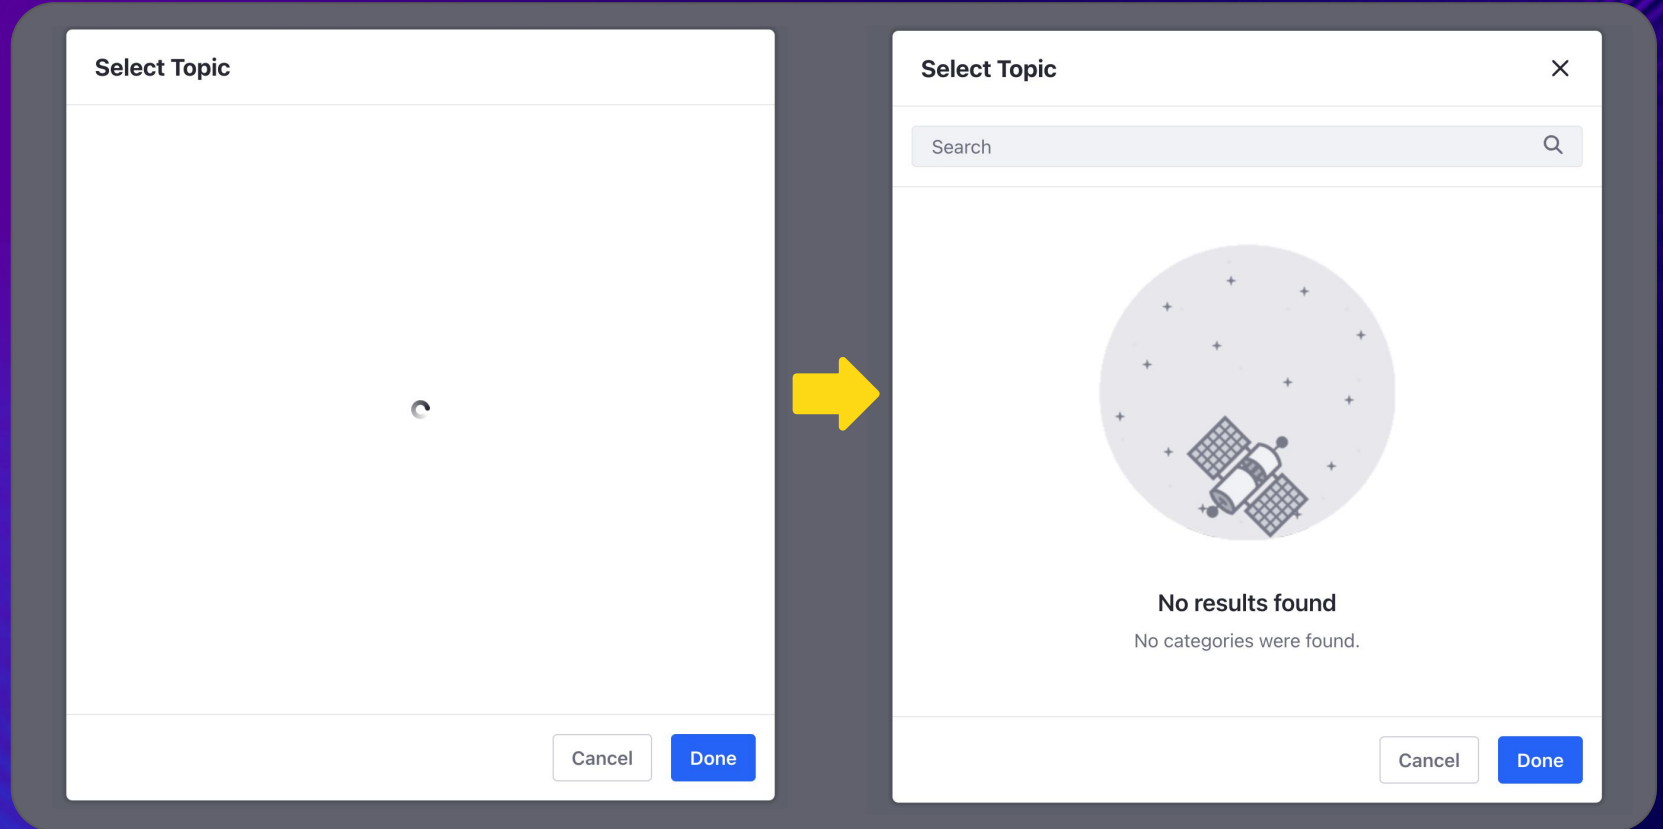 Select Topic
Cancel
Done
Select Topic
Search
No results found
No categories were found.
Cancel
Done